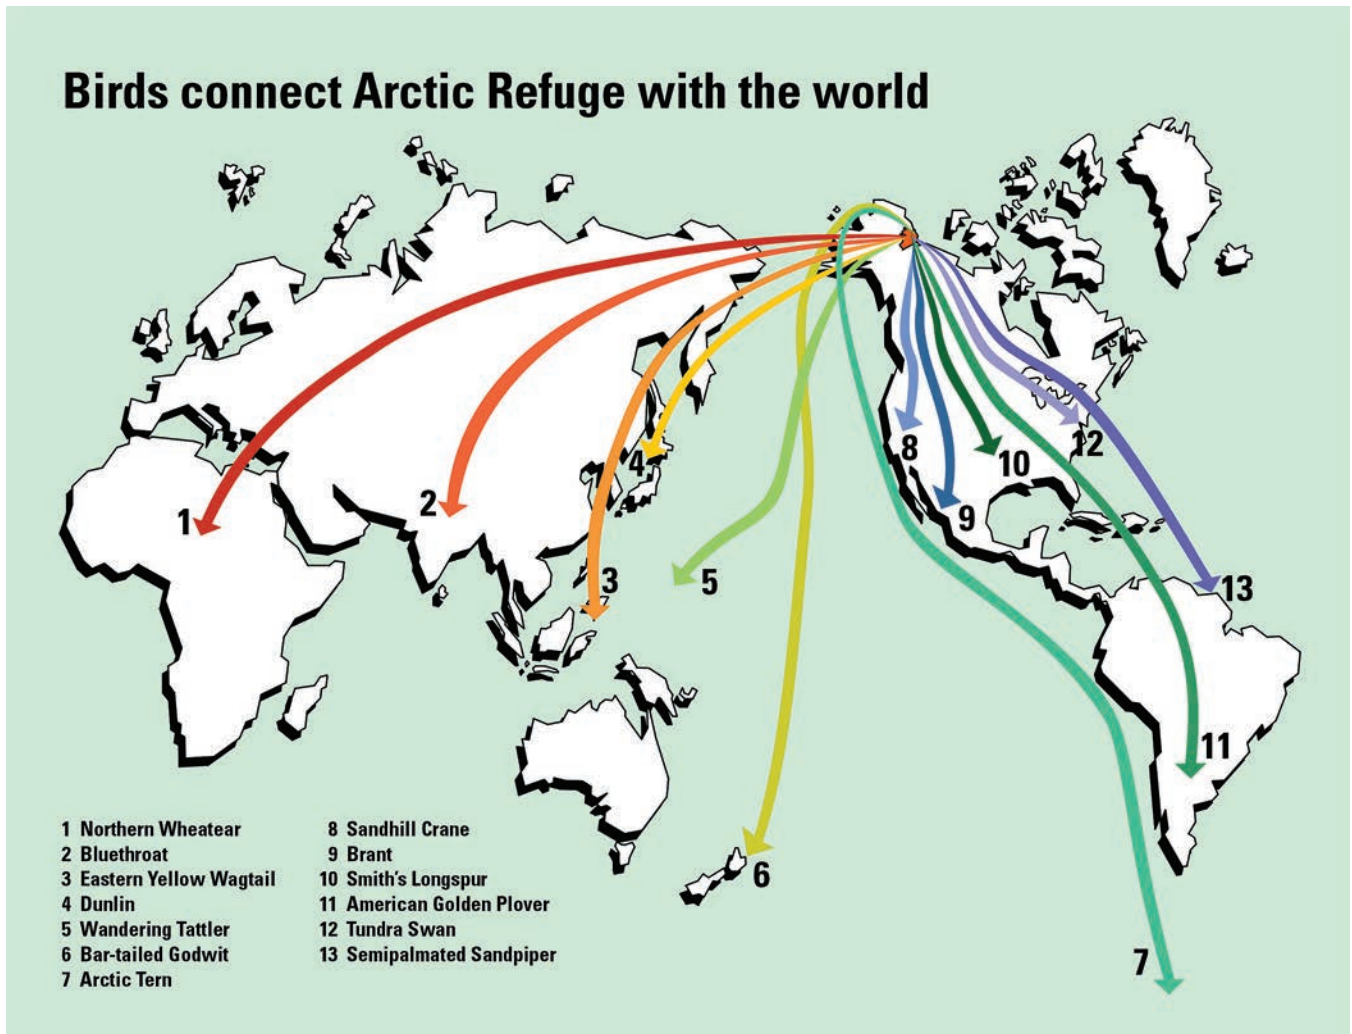 Birds connect Arctic Refuge with the world
1
2
3
4
5
6
7
8
9
10
11
12
13
1 Northern Wheatear
2 Bluethroat
3 Eastern Yellow Wagtail
4 Dunlin
5 Wandering Tattler
6 Bar-tailed Godwit
7 Arctic Tern
8 Sandhill Crane
9 Brant
10 Smith's Longspur
11 American Golden Plover
12 Tundra Swan
13 Semipalmated Sandpiper